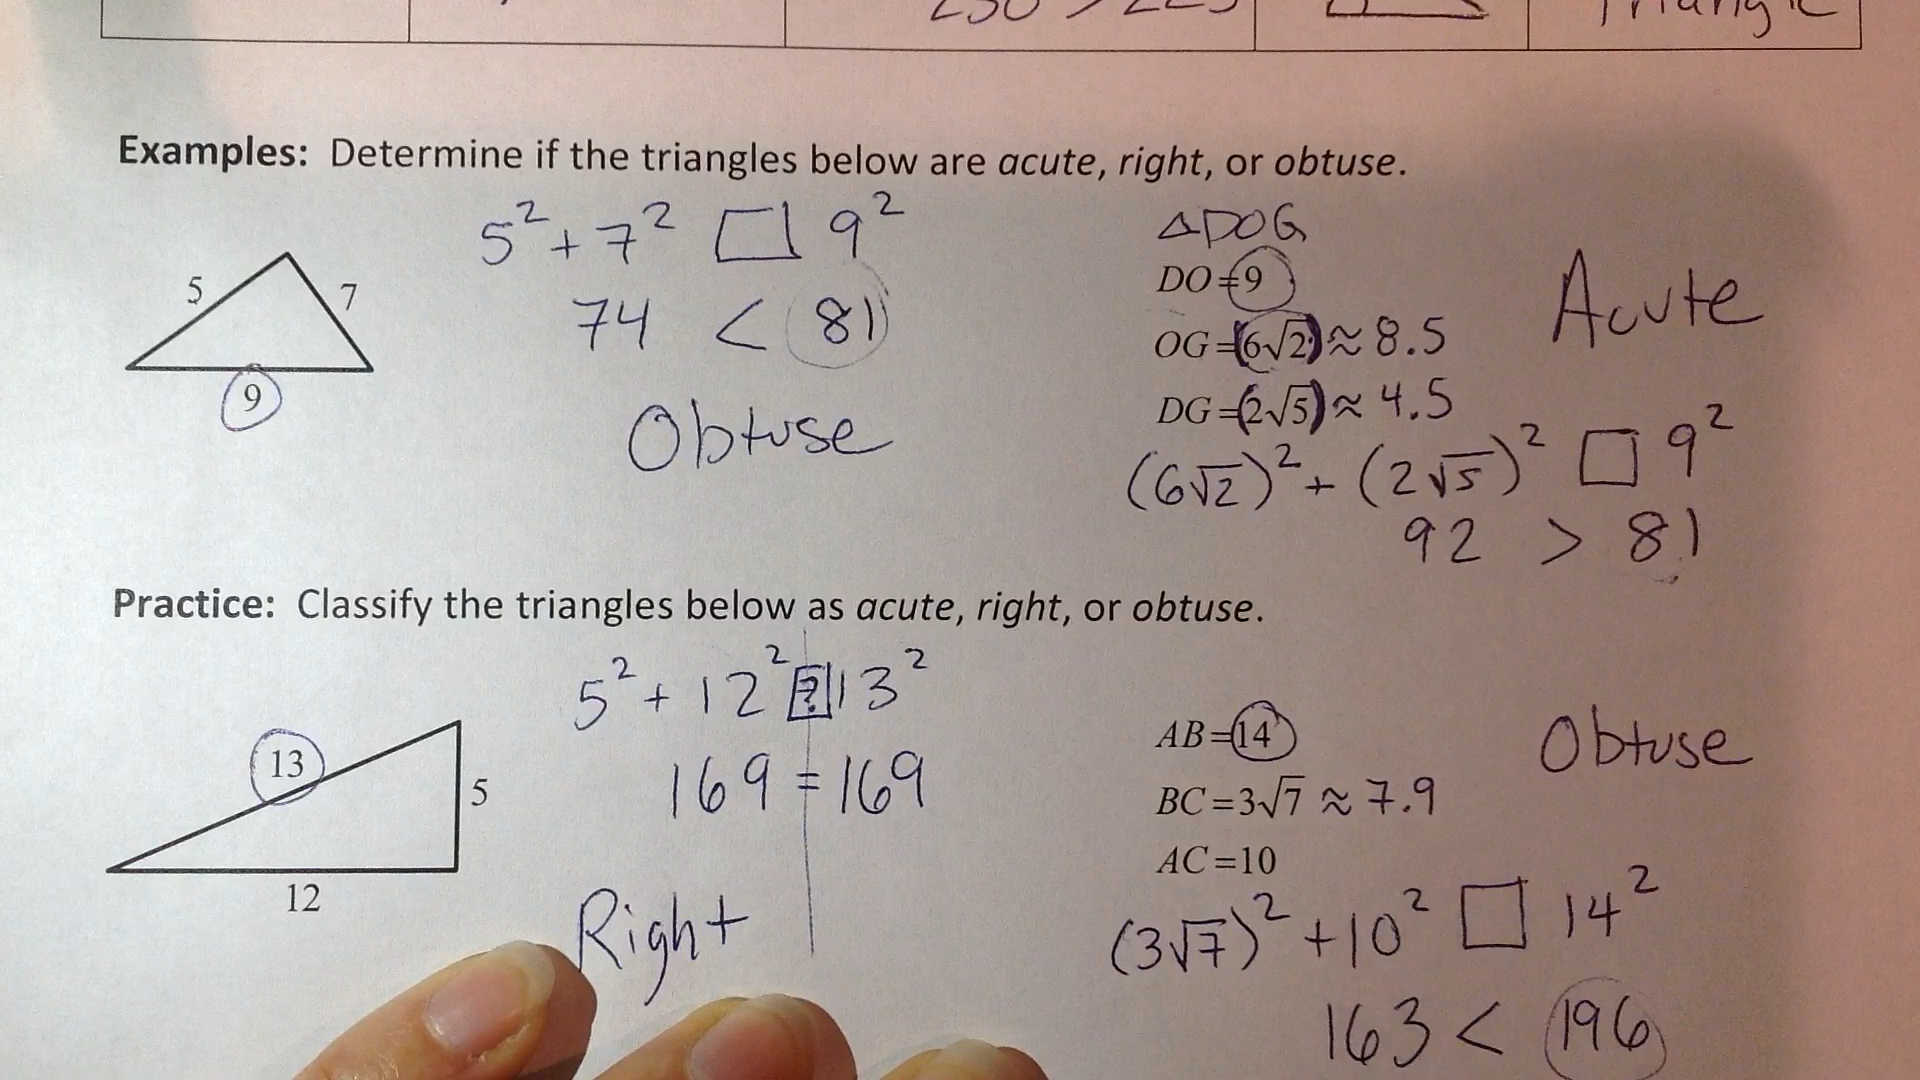 230 > 225
Triangle
Examples: Determine if the triangles below are acute, right, or obtuse.
5² + 7² □ 9²
5
7
9
74 < 81
Obtuse
△DOG
DO=9
OG=(6√2)≈8.5
DG=(2√5)≈4.5
Acute
(6√2)² + (2√5)² □ 9²
92 > 81
Practice: Classify the triangles below as acute, right, or obtuse.
5² + 12² ? 13²
13
5
12
169 = 169
Right
AB=14
BC=3√7 ≈ 7.9
AC=10
Obtuse
(3√7)² + 10² □ 14²
163 < 196